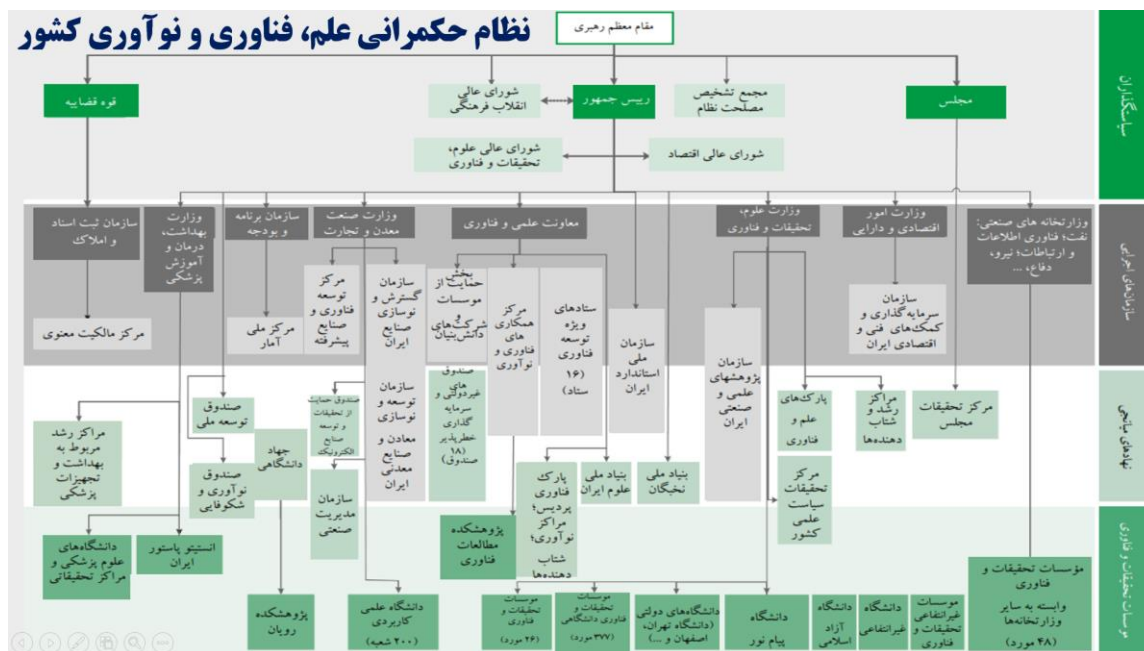 نظام حکمرانی علم، فناوری و نوآوری کشور
مقام معظم رهبری
سیاستگذاران
قوه قضاییه
شورای عالی
انقلاب فرهنگی
رییس جمهور
مجمع تشخیص
مصلحت نظام
مجلس
شورای عالی علوم،
تحقیقات و فناوری
شورای عالی اقتصاد
سازمان‌های اجرایی
سازمان ثبت اسناد
و املاک
وزارت
بهداشت،
درمان و
آموزش
پزشکی
سازمان برنامه
و بودجه
وزارت صنعت
معدن و تجارت
معاونت علمی و فناوری
وزارت علوم،
تحقیقات و فناوری
وزارت امور
اقتصادی و دارایی
وزارتخانه های صنعتی:
نفت؛ فناوری اطلاعات
و ارتباطات؛ نیرو،
دفاع، ...
مرکز مالکیت معنوی
مرکز ملی
آمار
مرکز
توسعه
فناوری و
صنایع
پیشرفته
سازمان
گسترش و
نوسازی
صنایع
ایران
سازمان
توسعه و
نوسازی
معادن و
صنایع
معدنی
ایران
بخش
حمایت از
موسسات
و
شرکت‌های
دانش‌بنیان
مرکز
همکاری
های
فناوری و
نوآوری
ستادهای
ویژه
توسعه
فناوری
(۱۶
ستاد)
سازمان
ملی
استاندارد
ایران
سازمان
پژوهشهای
علمی و
صنعتی
ایران
سازمان
سرمایه‌گذاری و
کمک‌های فنی و
اقتصادی ایران
نهادهای میانجی
مراکز رشد
مربوط به
بهداشت و
تجهیزات
پزشکی
صندوق
توسعه ملی
صندوق
نوآوری و
شکوفایی
جهاد
دانشگاهی
صندوق حمایت
از تحقیقات
و توسعه
صنایع
الکترونیک
سازمان
مدیریت
صنعتی
صندوق
های
غیردولتی و
سرمایه
گذاری
خطرپذیر
(۱۸
صندوق)
پارک
فناوری
پردیس؛
مراکز
نوآوری؛
شتاب
دهنده‌ها
بنیاد ملی
علوم ایران
بنیاد ملی
نخبگان
پارک‌های
علم و
فناوری
مرکز
تحقیقات
سیاست
علمی
کشور
مراکز
رشد و
شتاب
دهنده‌ها
مرکز تحقیقات
مجلس
موسسات تحقیقات و فناوری
دانشگاه‌های
علوم پزشکی و
مراکز تحقیقاتی
انستیتو پاستور
ایران
پژوهشکده
رویان
دانشگاه علمی
کاربردی
(۲۰۰ شعبه)
پژوهشکده
مطالعات
فناوری
موسسات
تحقیقات و
فناوری
(۲۶ مورد)
موسسات
تحقیقات و
فناوری دانشگاهی
(۳۷۷ مورد)
دانشگاه‌های دولتی
(دانشگاه تهران،
اصفهان و ...)
دانشگاه
پیام نور
دانشگاه
آزاد
اسلامی
دانشگاه
غیرانتفاعی
موسسات
غیرانتفاعی
تحقیقات و
فناوری
مؤسسات تحقیقات و
فناوری
وابسته به سایر
وزارتخانه‌ها
(۴۸ مورد)